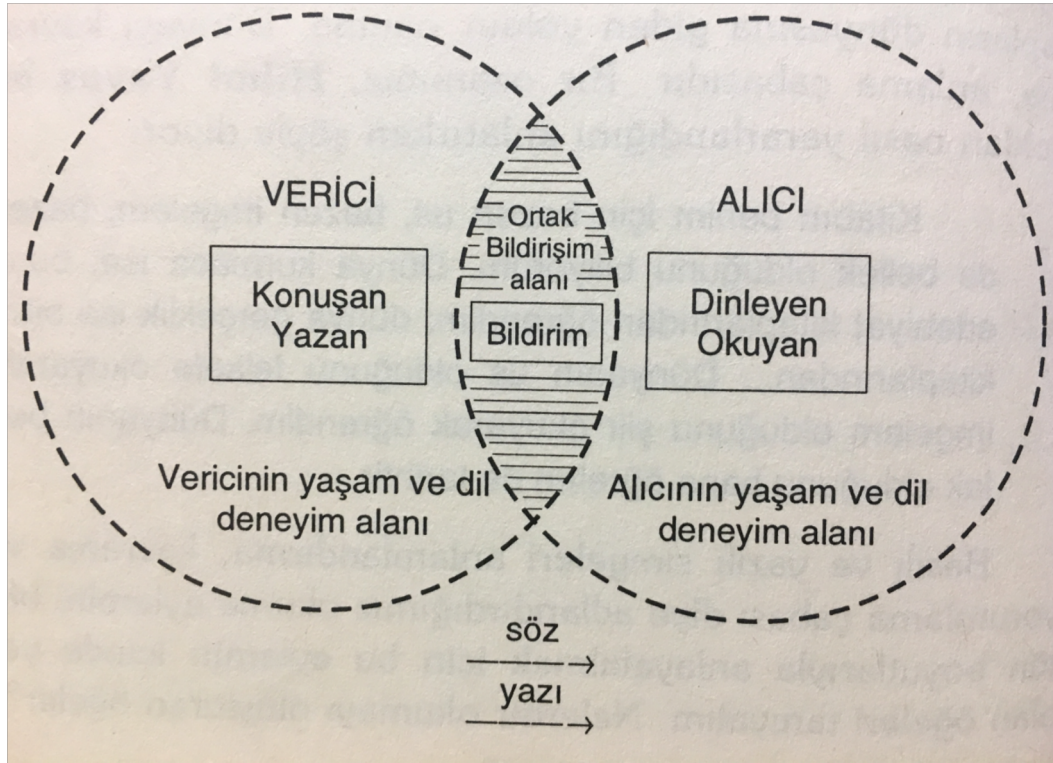 VERİCİ
Konuşan
Yazan
Vericinin yaşam ve dil
deneyim alanı
Ortak
Bildirişim
alanı
Bildirim
ALICI
Dinleyen
Okuyan
Alıcının yaşam ve dil
deneyim alanı
söz
yazı